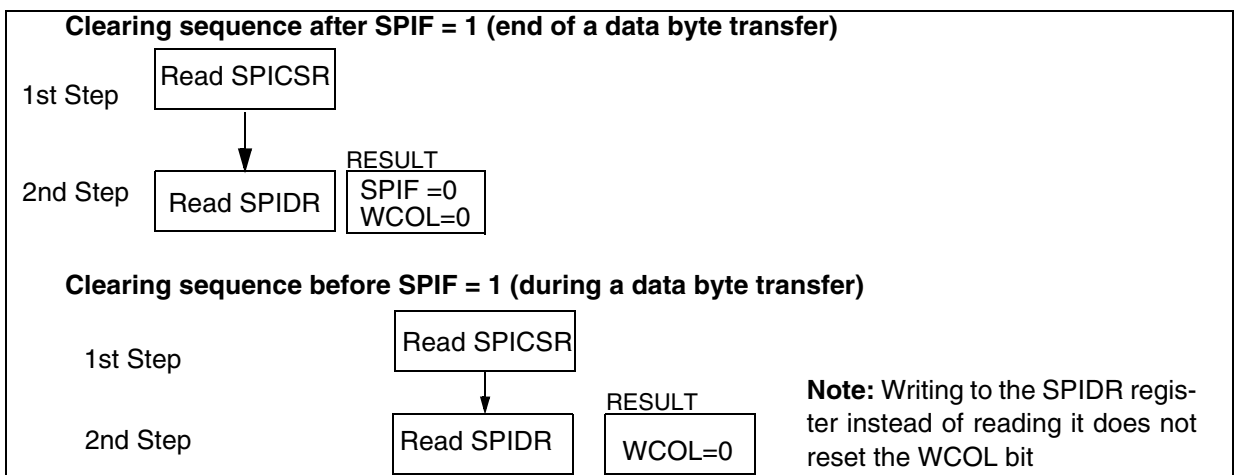 Clearing sequence after SPIF = 1 (end of a data byte transfer)
1st Step
Read SPICSR
2nd Step
Read SPIDR
RESULT
SPIF =0
WCOL=0
Clearing sequence before SPIF = 1 (during a data byte transfer)
1st Step
Read SPICSR
2nd Step
Read SPIDR
RESULT
WCOL=0
Note: Writing to the SPIDR regis-
ter instead of reading it does not
reset the WCOL bit